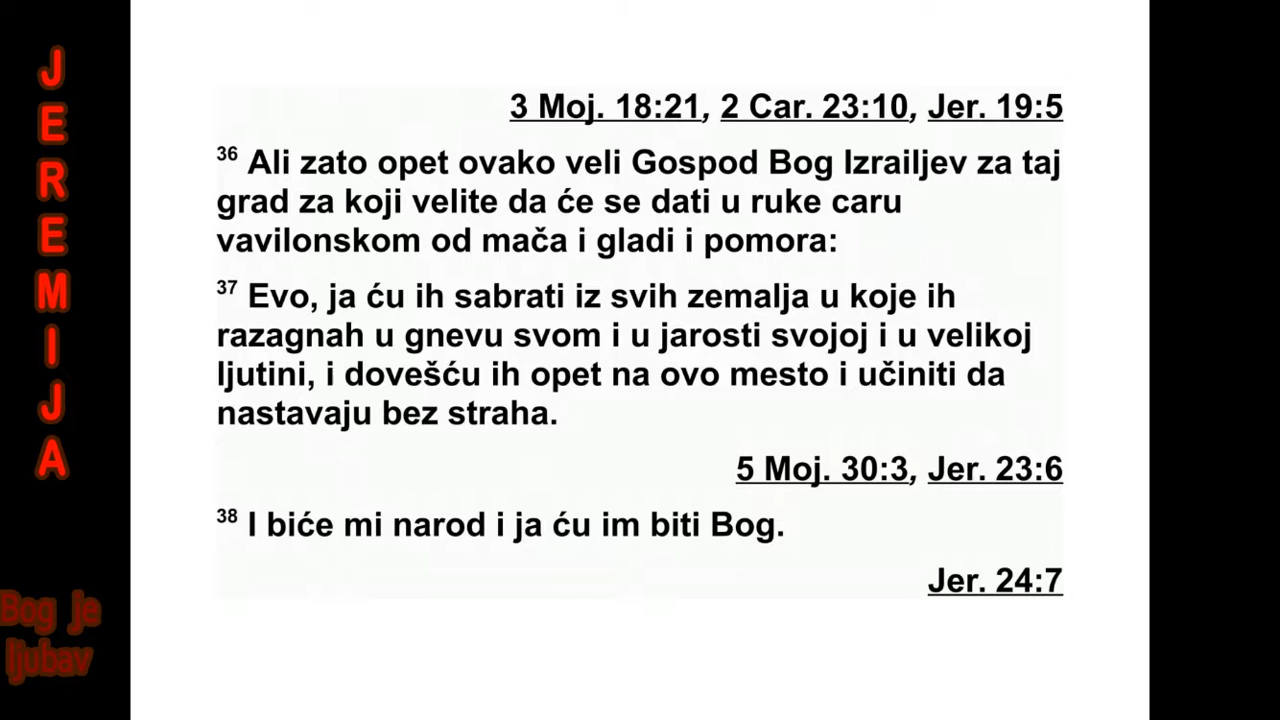 JEREMIJA
3 Moj. 18:21, 2 Car. 23:10, Jer. 19:5
36 Ali zato opet ovako veli Gospod Bog Izrailjev za taj
grad za koji velite da će se dati u ruke caru
vavilonskom od mača i gladi i pomora:
37 Evo, ja ću ih sabrati iz svih zemalja u koje ih
razagnah u gnevu svom i u jarosti svojoj i u velikoj
ljutini, i dovešću ih opet na ovo mesto i učiniti da
nastavaju bez straha.
5 Moj. 30:3, Jer. 23:6
38 I biće mi narod i ja ću im biti Bog.
Jer. 24:7
Bog je
ljubav